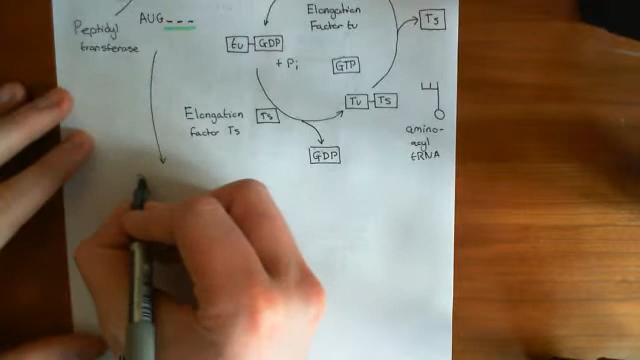 Peptidyl
transferase
AUG _ _ _
Elongation
Factor tu
Ts
tu GDP
+ Pi
GTP
Tu Ts
Elongation
factor Ts
Ts
GDP
amino-
acyl
tRNA